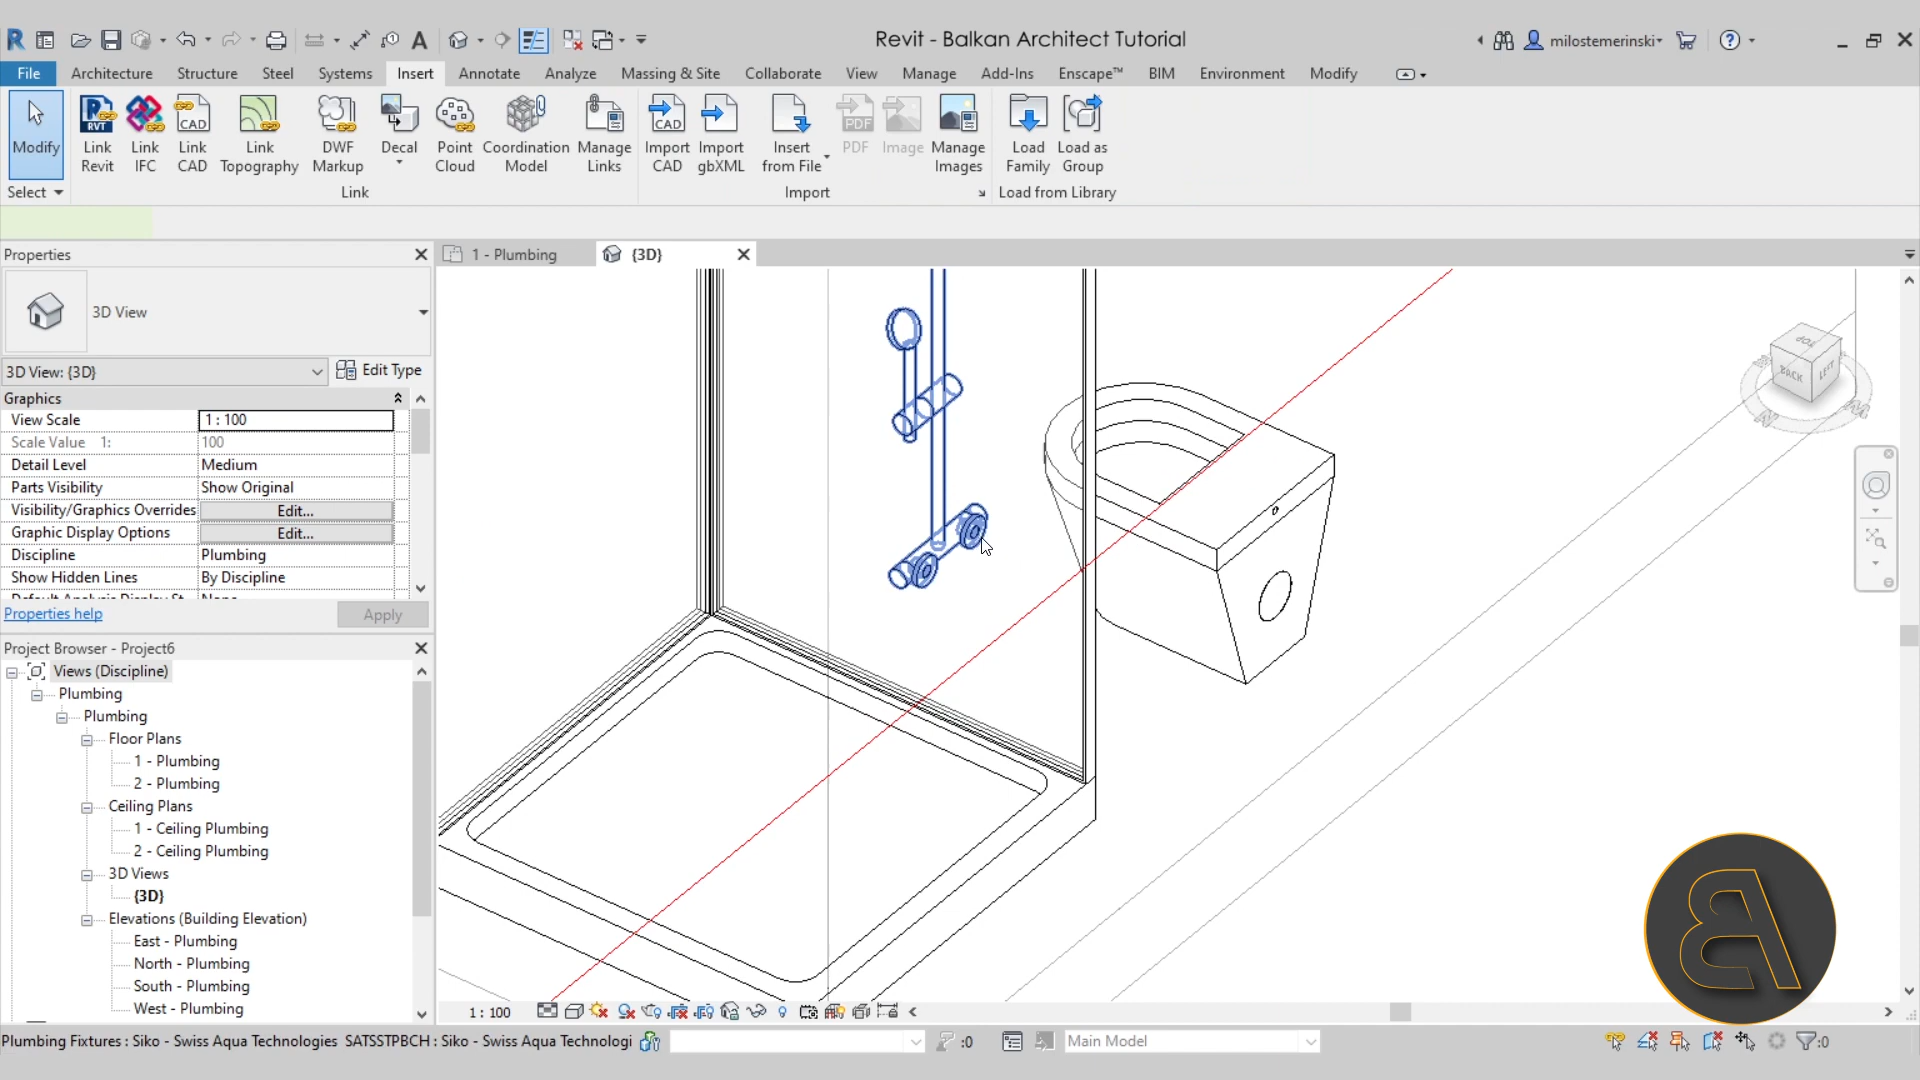 Revit - Balkan Architect Tutorial
milostemerinski
File Architecture Structure Steel Systems Insert Annotate Analyze Massing & Site Collaborate View Manage Add-Ins Enscape™ BIM Environment Modify
Modify
Link Revit
Link IFC
Link CAD
Link Topography
DWF Markup
Decal
Point Cloud
Coordination Model
Manage Links
Import CAD
Import gbXML
Insert from File
PDF
Image
Manage Images
Load Family
Load as Group
Select
Link
Import
Load from Library
Properties
1 - Plumbing
{3D}
3D View
3D View: {3D}
Edit Type
Graphics
View Scale 1 : 100
Scale Value 1: 100
Detail Level Medium
Parts Visibility Show Original
Visibility/Graphics Overrides Edit...
Graphic Display Options Edit...
Discipline Plumbing
Show Hidden Lines By Discipline
Properties help
Apply
Project Browser - Project6
Views (Discipline)
Plumbing
Plumbing
Floor Plans
1 - Plumbing
2 - Plumbing
Ceiling Plans
1 - Ceiling Plumbing
2 - Ceiling Plumbing
3D Views
{3D}
Elevations (Building Elevation)
East - Plumbing
North - Plumbing
South - Plumbing
West - Plumbing
TOP
BACK
LEFT
1 : 100
Plumbing Fixtures : Siko - Swiss Aqua Technologies SATSSTPBCH : Siko - Swiss Aqua Technologi
:0
Main Model
:0